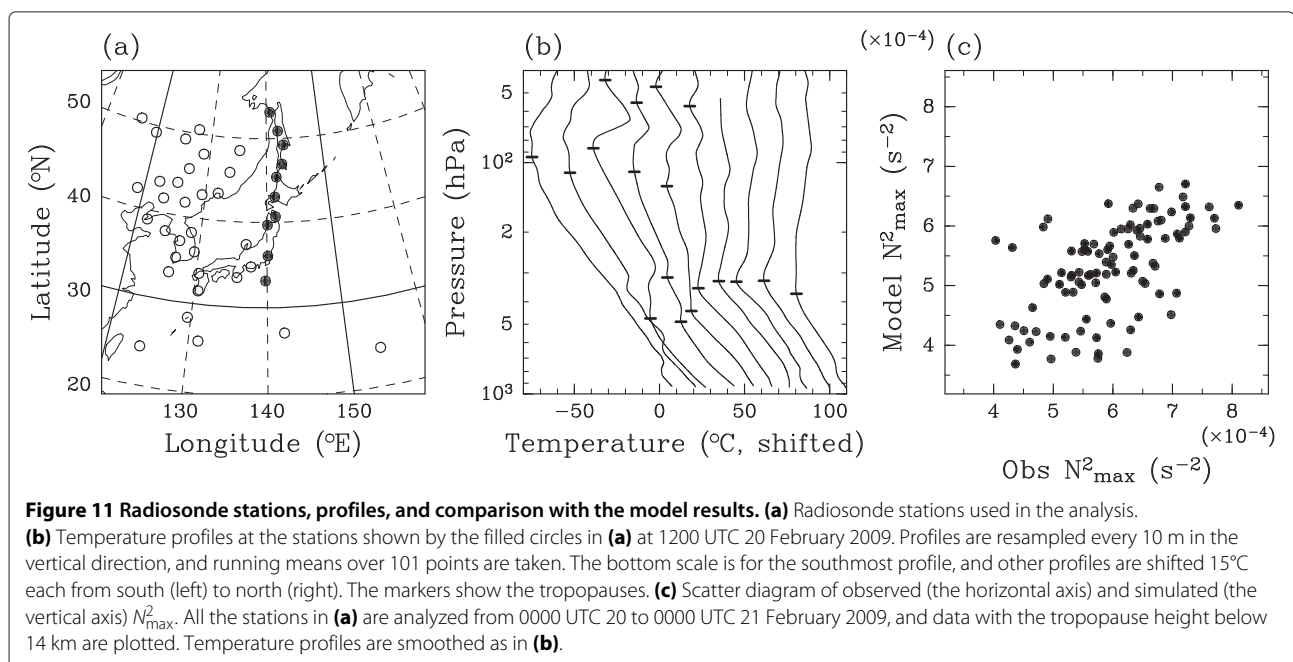 (a)
50
40
30
20
Latitude (°N)
130
140
150
Longitude (°E)
(b)
5
10²
2
5
10³
Pressure (hPa)
−50
0
50
100
Temperature (°C, shifted)
(×10⁻⁴)
(c)
8
7
6
5
4
Model N²max (s⁻²)
4
5
6
7
8
(×10⁻⁴)
Obs N²max (s⁻²)
Figure 11 Radiosonde stations, profiles, and comparison with the model results. (a) Radiosonde stations used in the analysis.
(b) Temperature profiles at the stations shown by the filled circles in (a) at 1200 UTC 20 February 2009. Profiles are resampled every 10 m in the
vertical direction, and running means over 101 points are taken. The bottom scale is for the southmost profile, and other profiles are shifted 15°C
each from south (left) to north (right). The markers show the tropopauses. (c) Scatter diagram of observed (the horizontal axis) and simulated (the
vertical axis) N²max. All the stations in (a) are analyzed from 0000 UTC 20 to 0000 UTC 21 February 2009, and data with the tropopause height below
14 km are plotted. Temperature profiles are smoothed as in (b).